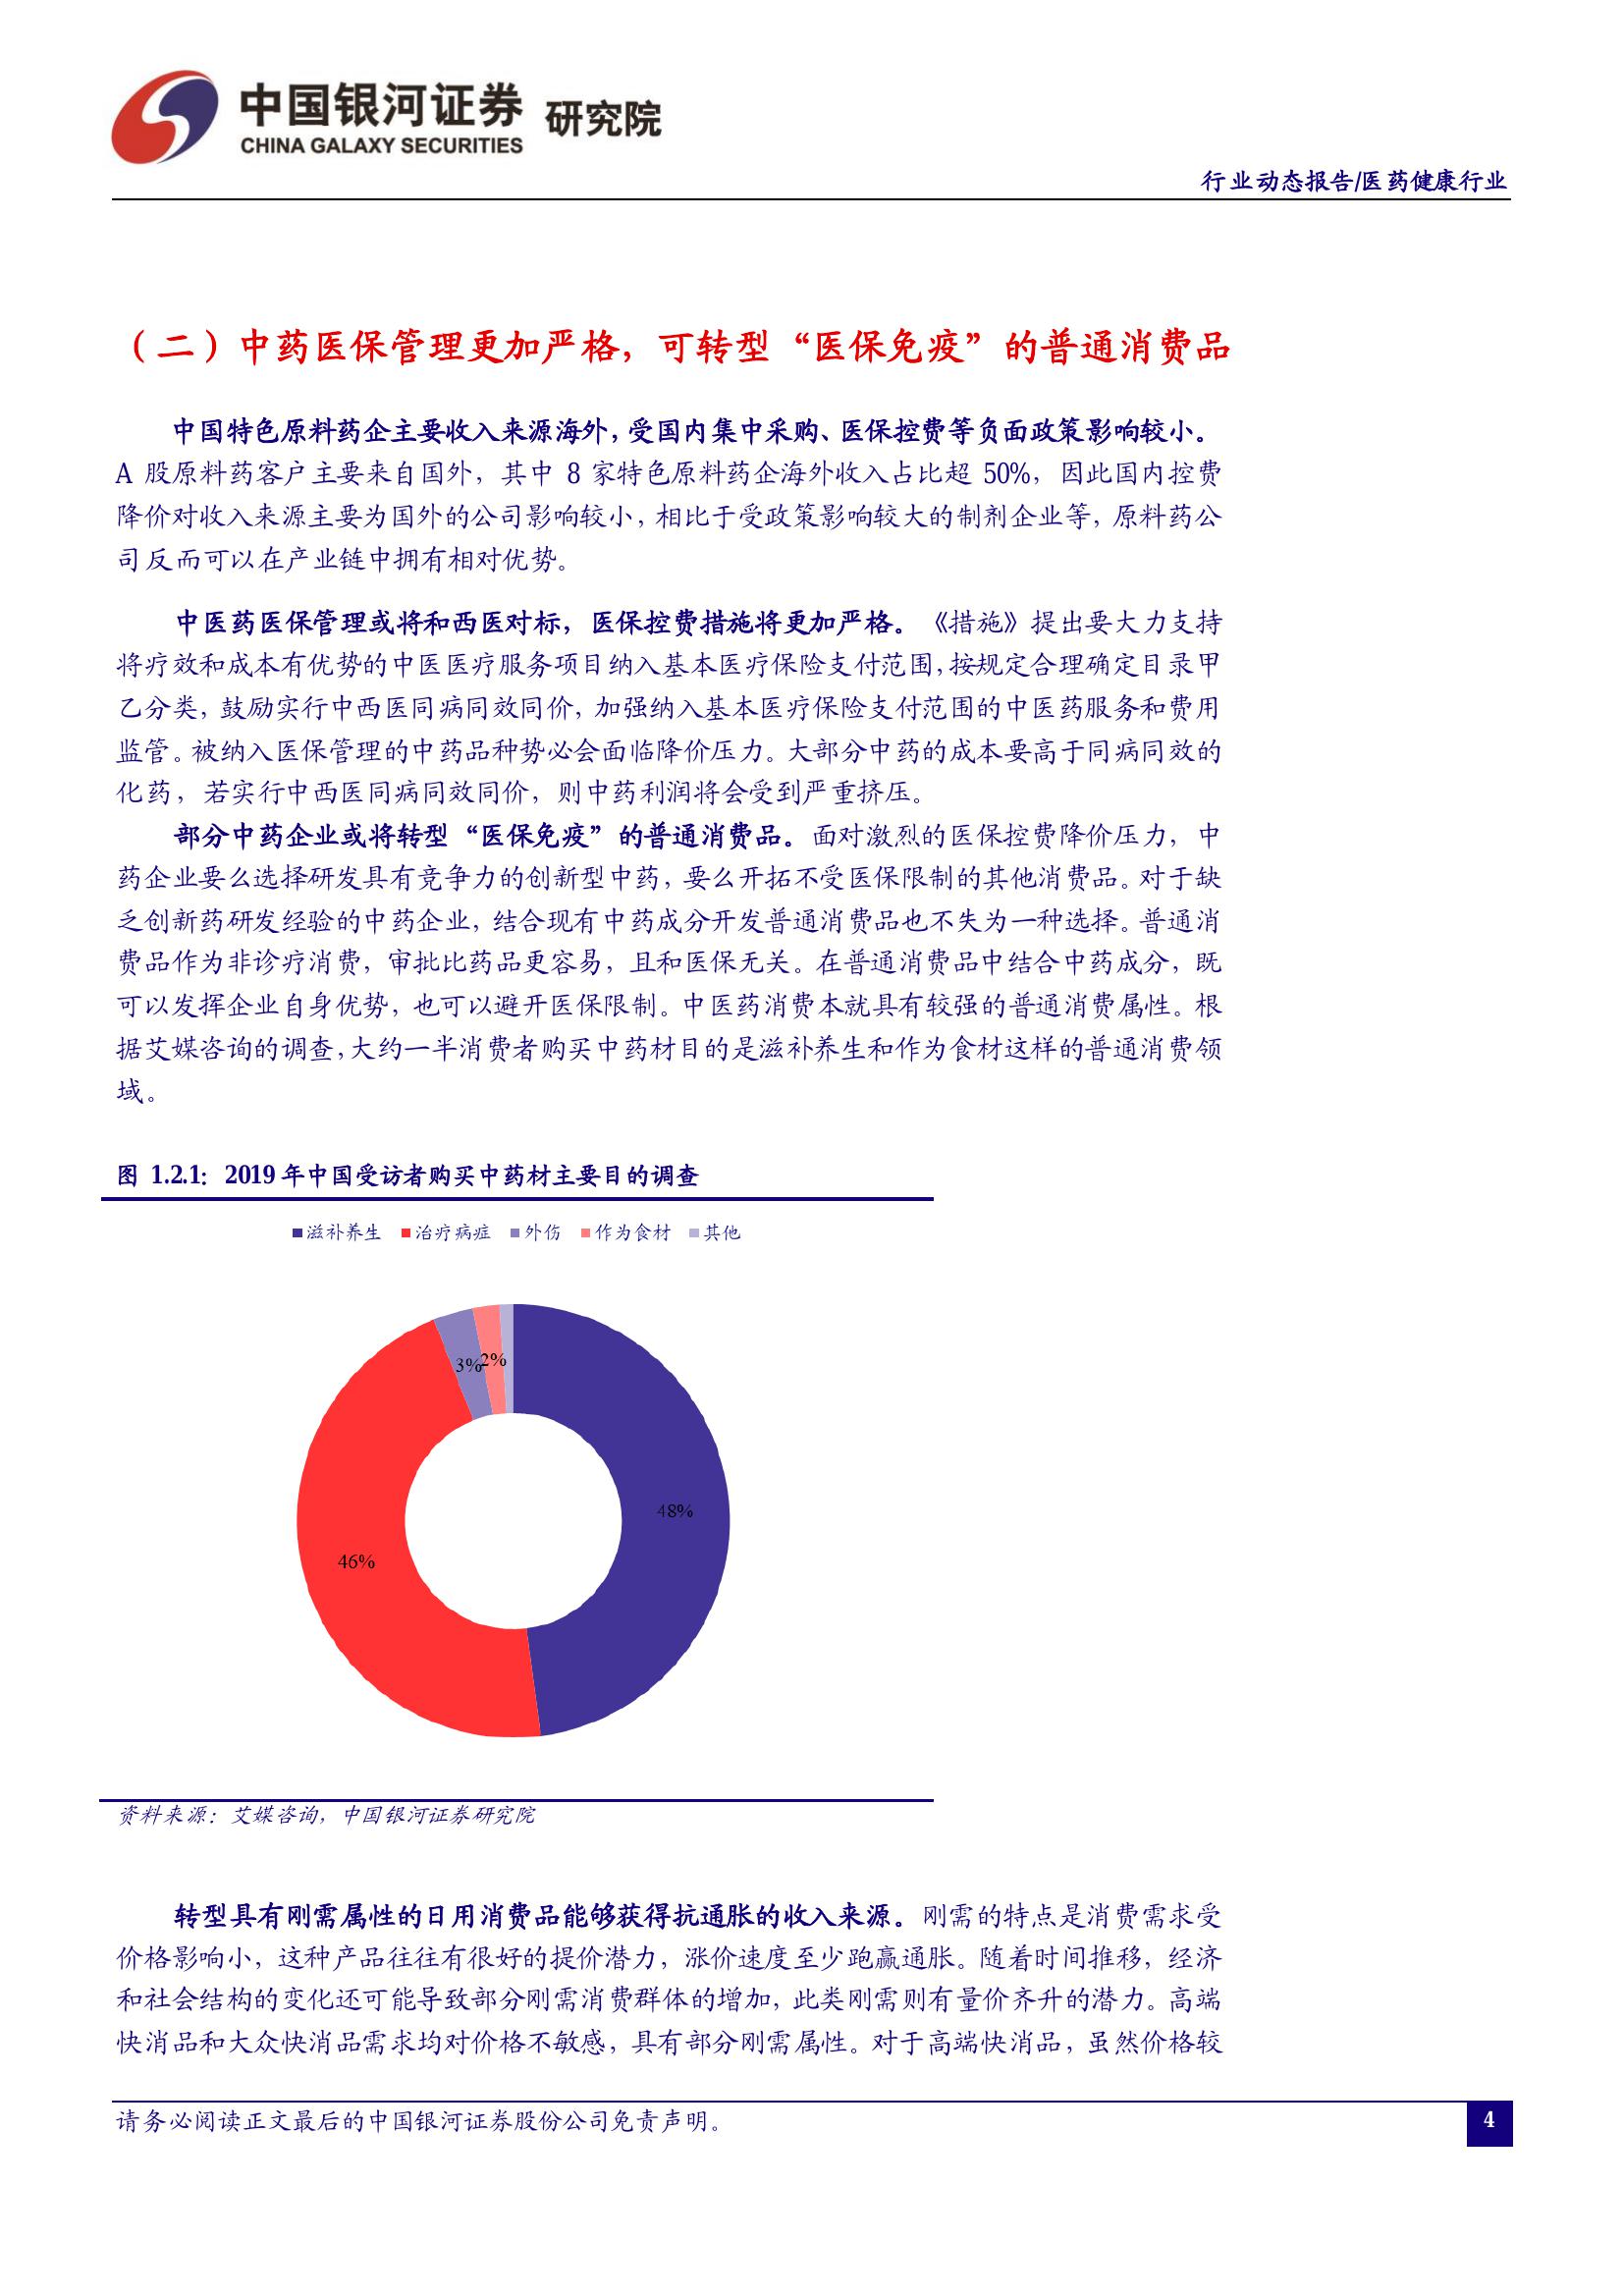 中国银河证券 研究院
CHINA GALAXY SECURITIES
行业动态报告/医药健康行业
（二）中药医保管理更加严格，可转型“医保免疫”的普通消费品
中国特色原料药企主要收入来源海外，受国内集中采购、医保控费等负面政策影响较小。
A 股原料药客户主要来自国外，其中 8 家特色原料药企海外收入占比超 50%，因此国内控费
降价对收入来源主要为国外的公司影响较小，相比于受政策影响较大的制剂企业等，原料药公
司反而可以在产业链中拥有相对优势。
中医药医保管理或将和西医对标，医保控费措施将更加严格。《措施》提出要大力支持
将疗效和成本有优势的中医医疗服务项目纳入基本医疗保险支付范围，按规定合理确定目录甲
乙分类，鼓励实行中西医同病同效同价，加强纳入基本医疗保险支付范围的中医药服务和费用
监管。被纳入医保管理的中药品种势必会面临降价压力。大部分中药的成本要高于同病同效的
化药，若实行中西医同病同效同价，则中药利润将会受到严重挤压。
部分中药企业或将转型“医保免疫”的普通消费品。面对激烈的医保控费降价压力，中
药企业要么选择研发具有竞争力的创新型中药，要么开拓不受医保限制的其他消费品。对于缺
乏创新药研发经验的中药企业，结合现有中药成分开发普通消费品也不失为一种选择。普通消
费品作为非诊疗消费，审批比药品更容易，且和医保无关。在普通消费品中结合中药成分，既
可以发挥企业自身优势，也可以避开医保限制。中医药消费本就具有较强的普通消费属性。根
据艾媒咨询的调查，大约一半消费者购买中药材目的是滋补养生和作为食材这样的普通消费领
域。
图 1.2.1：2019 年中国受访者购买中药材主要目的调查
滋补养生 治疗病症 外伤 作为食材 其他
3% 2%
48%
46%
资料来源：艾媒咨询，中国银河证券研究院
转型具有刚需属性的日用消费品能够获得抗通胀的收入来源。刚需的特点是消费需求受
价格影响小，这种产品往往有很好的提价潜力，涨价速度至少跑赢通胀。随着时间推移，经济
和社会结构的变化还可能导致部分刚需消费群体的增加，此类刚需则有量价齐升的潜力。高端
快消品和大众快消品需求均对价格不敏感，具有部分刚需属性。对于高端快消品，虽然价格较
请务必阅读正文最后的中国银河证券股份公司免责声明。
4